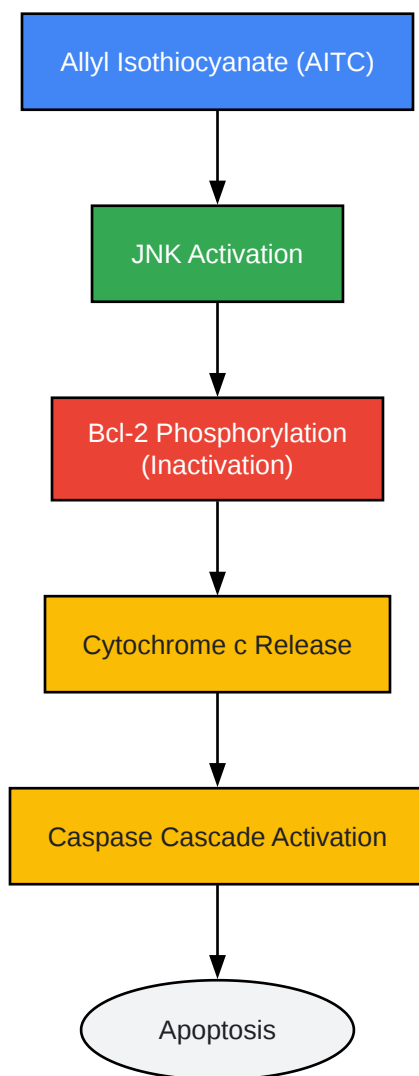 Allyl Isothiocyanate (AITC)
JNK Activation
Bcl-2 Phosphorylation
(Inactivation)
Cytochrome c Release
Caspase Cascade Activation
Apoptosis